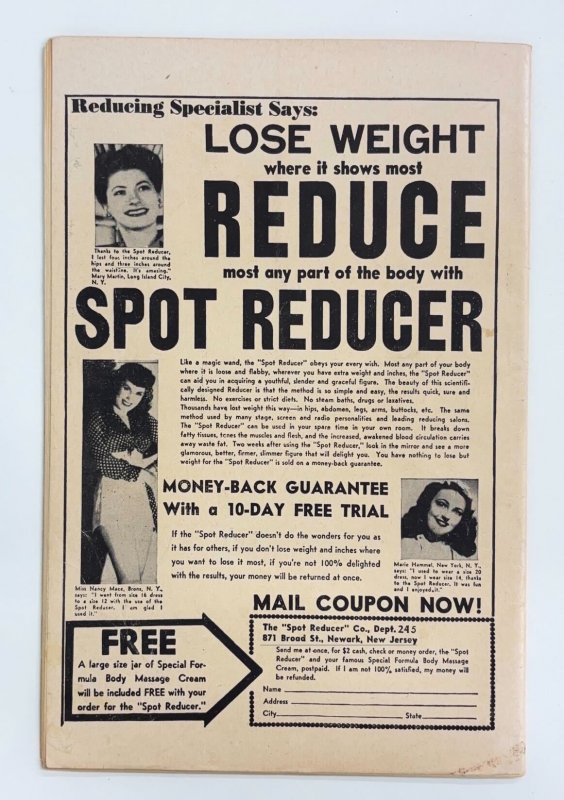 Reducing Specialist Says:
LOSE WEIGHT
where it shows most
REDUCE
most any part of the body with
SPOT REDUCER
Thanks to the Spot Reducer,
I lost four inches around the
hips and three inches around
the waistline. It's amazing."
Mary Martin, Long Island City,
N. Y.
Like a magic wand, the "Spot Reducer" obeys your every wish. Most any part of your body
where it is loose and flabby, wherever you have extra weight and inches, the "Spot Reducer"
can aid you in acquiring a youthful, slender and graceful figure. The beauty of this scientifi-
cally designed Reducer is that the method is so simple and easy, the results quick, sure and
harmless. No exercises or strict diets. No steam baths, drugs or laxatives.
Thousands have lost weight this way—in hips, abdomen, legs, arms, buttocks, etc. The same
method used by many stage, screen and radio personalities and leading reducing salons.
The "Spot Reducer" can be used in your spare time in your own room. It breaks down
fatty tissues, tones the muscles and flesh, and the increased, awakened blood circulation carries
away waste fat. Two weeks after using the "Spot Reducer," look in the mirror and see a more
glamorous, better, firmer, slimmer figure that will delight you. You have nothing to lose but
weight for the "Spot Reducer" is sold on a money-back guarantee.
MONEY-BACK GUARANTEE
With a 10-DAY FREE TRIAL
If the "Spot Reducer" doesn't do the wonders for you as
it has for others, if you don't lose weight and inches where
you want to lose it most, if you're not 100% delighted
with the results, your money will be returned at once.
Marie Hammel, New York, N. Y.,
says: "I used to wear a size 20
dress, now I wear size 14, thanks
to the Spot Reducer. It was fun
and I enjoyed it."
Miss Nancy Mace, Bronx, N. Y.,
says: "I went from size 16 dress
to a size 12 with the use of the
Spot Reducer. I am glad I
used it."
MAIL COUPON NOW!
FREE
A large size jar of Special For-
mula Body Massage Cream
will be included FREE with your
order for the "Spot Reducer."
The "Spot Reducer" Co., Dept. 245
871 Broad St., Newark, New Jersey
Send me at once, for $2 cash, check or money order, the "Spot
Reducer" and your famous Special Formula Body Massage
Cream, postpaid. If I am not 100% satisfied, my money will
be refunded.
Name
Address
City State